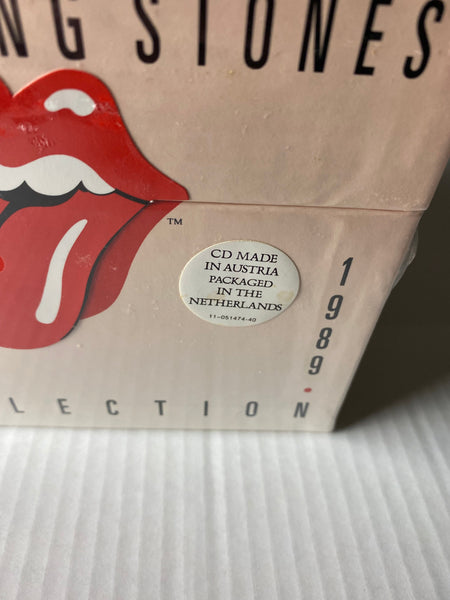 NG STONES
TM
CD MADE
IN AUSTRIA
PACKAGED
IN THE
NETHERLANDS
11-051474-40
1989.
LECTION